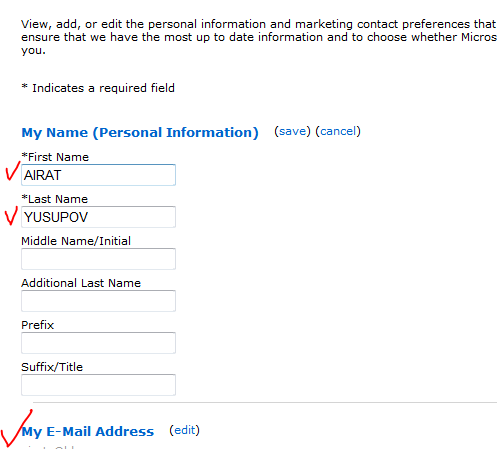 View, add, or edit the personal information and marketing contact preferences that
ensure that we have the most up to date information and to choose whether Micros
you.
* Indicates a required field
My Name (Personal Information) (save) (cancel)
*First Name
AIRAT
*Last Name
YUSUPOV
Middle Name/Initial
Additional Last Name
Prefix
Suffix/Title
My E-Mail Address (edit)